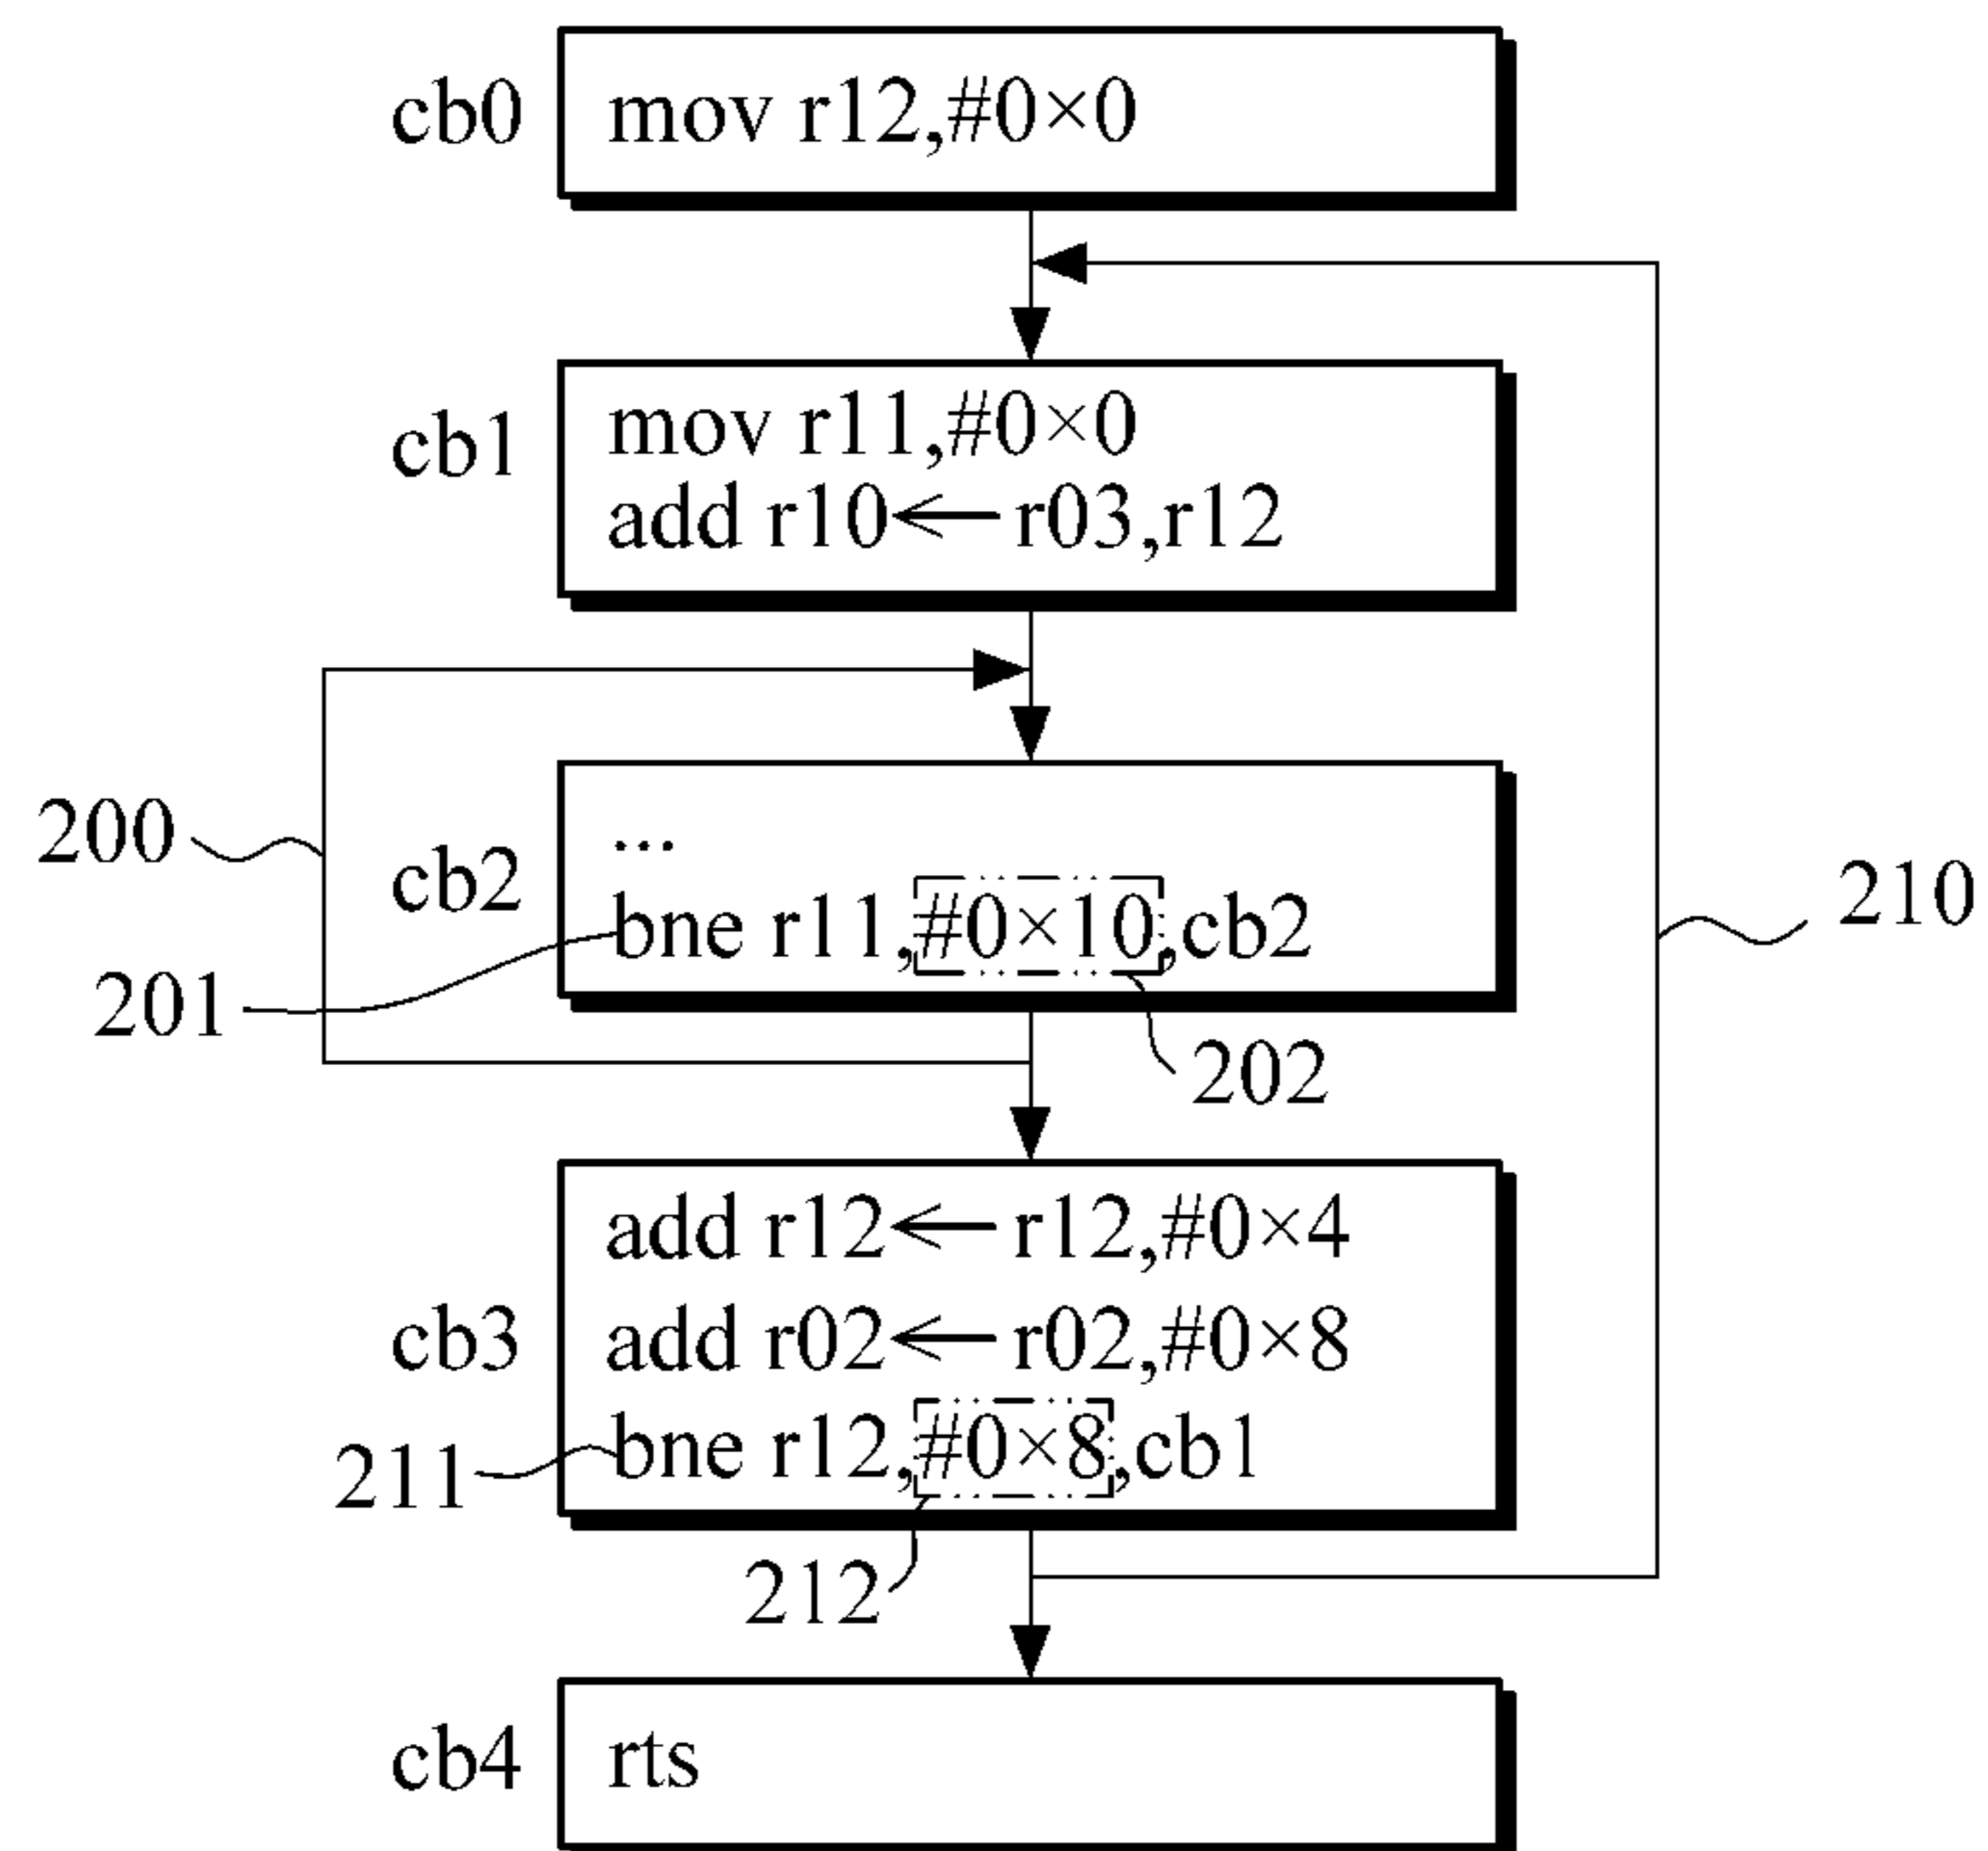 cb0
mov r12,#0×0
cb1
mov r11,#0×0
add r10←r03,r12
200
cb2
...
bne r11,#0×10,cb2
210
201
202
cb3
add r12←r12,#0×4
add r02←r02,#0×8
bne r12,#0×8,cb1
211
212
cb4
rts